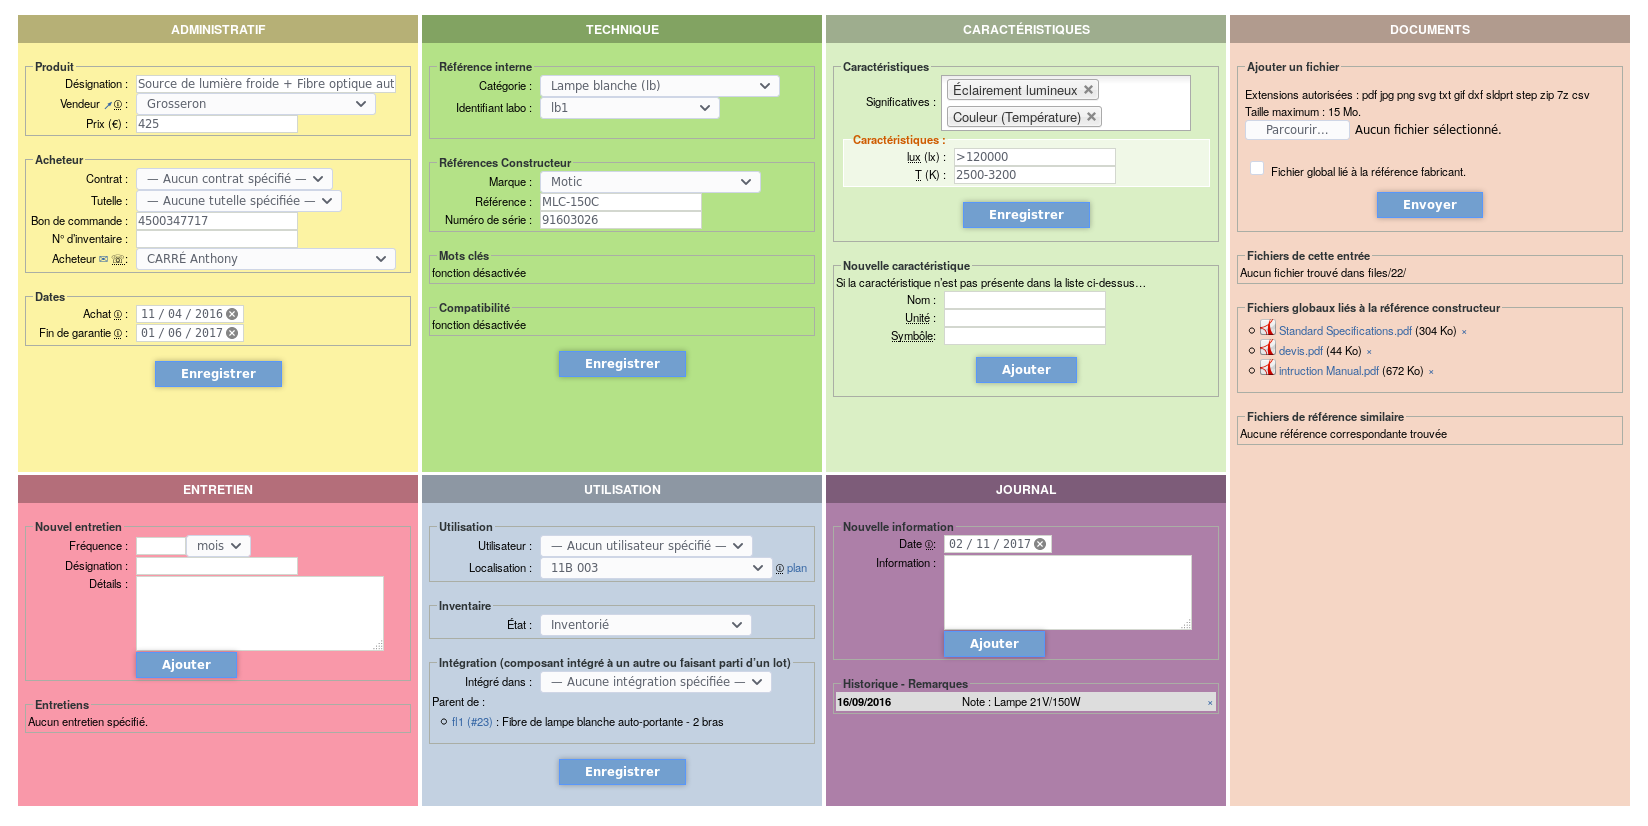 ADMINISTRATIF
Produit
Désignation : Source de lumière froide + Fibre optique aut
Vendeur : Grosseron
Prix (€) : 425
Acheteur
Contrat : — Aucun contrat spécifié —
Tutelle : — Aucune tutelle spécifiée —
Bon de commande : 4500347717
N° d'inventaire :
Acheteur ✉ ☏: CARRÉ Anthony
Dates
Achat : 11 / 04 / 2016
Fin de garantie : 01 / 06 / 2017
Enregistrer
TECHNIQUE
Référence interne
Catégorie : Lampe blanche (lb)
Identifiant labo : lb1
Références Constructeur
Marque : Motic
Référence : MLC-150C
Numéro de série : 91603026
Mots clés
fonction désactivée
Compatibilité
fonction désactivée
Enregistrer
CARACTÉRISTIQUES
Caractéristiques
Significatives : Éclairement lumineux ✖
Couleur (Température) ✖
Caractéristiques :
lux (lx) : >120000
T (K) : 2500-3200
Enregistrer
Nouvelle caractéristique
Si la caractéristique n'est pas présente dans la liste ci-dessus…
Nom :
Unité :
Symbôle:
Ajouter
DOCUMENTS
Ajouter un fichier
Extensions autorisées : pdf jpg png svg txt gif dxf sldprt step zip 7z csv
Taille maximum : 15 Mo.
Parcourir… Aucun fichier sélectionné.
Fichier global lié à la référence fabricant.
Envoyer
Fichiers de cette entrée
Aucun fichier trouvé dans files/22/
Fichiers globaux liés à la référence constructeur
Standard Specifications.pdf (304 Ko) ×
devis.pdf (44 Ko) ×
intruction Manual.pdf (672 Ko) ×
Fichiers de référence similaire
Aucune référence correspondante trouvée
ENTRETIEN
Nouvel entretien
Fréquence : mois
Désignation :
Détails :
Ajouter
Entretiens
Aucun entretien spécifié.
UTILISATION
Utilisation
Utilisateur : — Aucun utilisateur spécifié —
Localisation : 11B 003 plan
Inventaire
État : Inventorié
Intégration (composant intégré à un autre ou faisant parti d'un lot)
Intégré dans : — Aucune intégration spécifiée —
Parent de :
fl1 (#23) : Fibre de lampe blanche auto-portante - 2 bras
Enregistrer
JOURNAL
Nouvelle information
Date : 02 / 11 / 2017
Information :
Ajouter
Historique - Remarques
16/09/2016 Note : Lampe 21V/150W ×